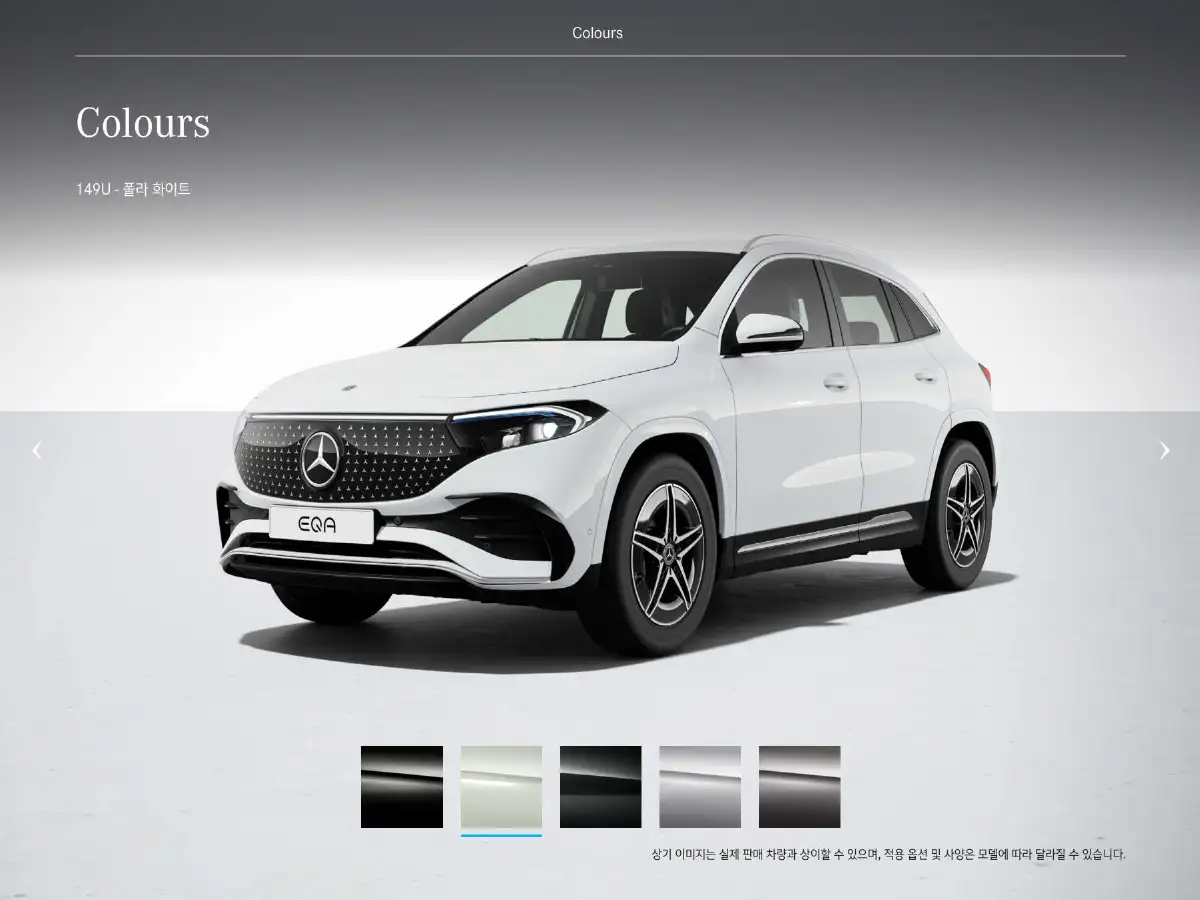 Colours
Colours
149U - 폴라 화이트
EQA
상기 이미지는 실제 판매 차량과 상이할 수 있으며, 적용 옵션 및 사양은 모델에 따라 달라질 수 있습니다.